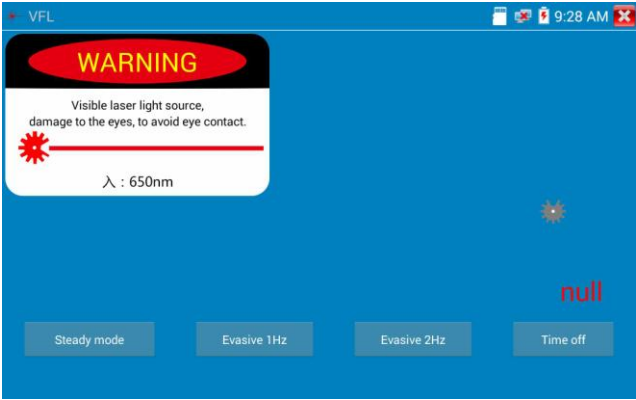 VFL
9:28 AM
WARNING
Visible laser light source,
damage to the eyes, to avoid eye contact.
入 : 650nm
null
Steady mode
Evasive 1Hz
Evasive 2Hz
Time off